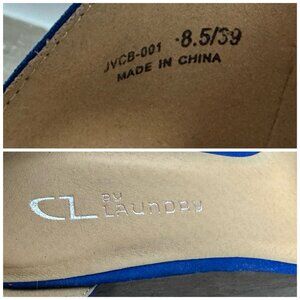 JVCB-001 8.5/39
MADE IN CHINA
CL BY LAUNDRY